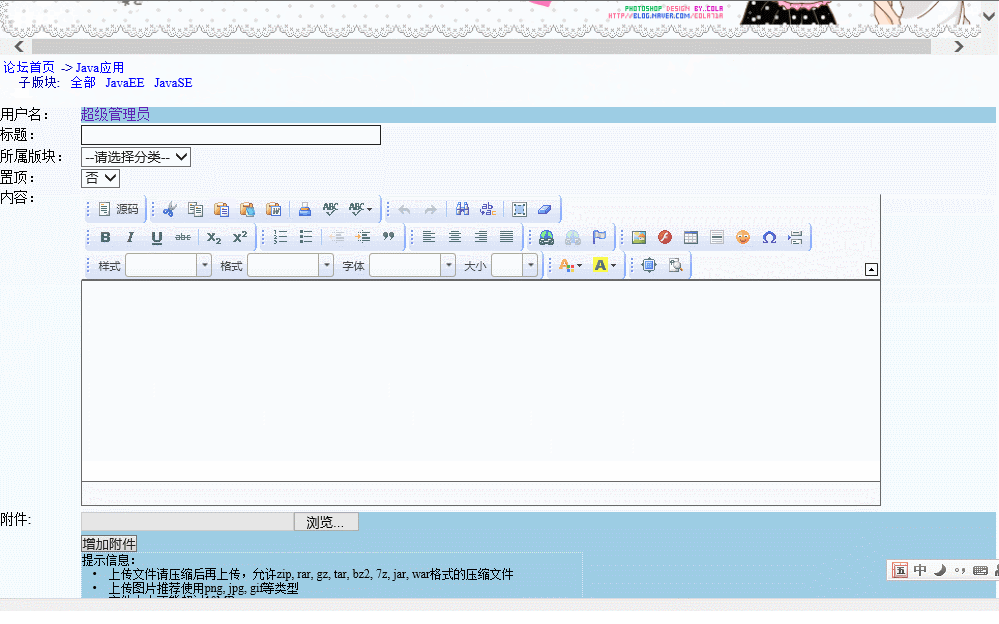 PHOTOSHOP DESIGN BY..COLA
HTTP://BLOG.NAVER.COM/COLA7IA
论坛首页 -> Java应用
子版块: 全部 JavaEE JavaSE
用户名： 超级管理员
标题：
所属版块： --请选择分类--
置顶： 否
内容：
源码
ABC ABC
B I U abc X₂ X²
样式 格式 字体 大小 A A
附件: 浏览...
增加附件
提示信息：
• 上传文件请压缩后再上传，允许zip, rar, gz, tar, bz2, 7z, jar, war格式的压缩文件
• 上传图片推荐使用png, jpg, gif等类型
五 中